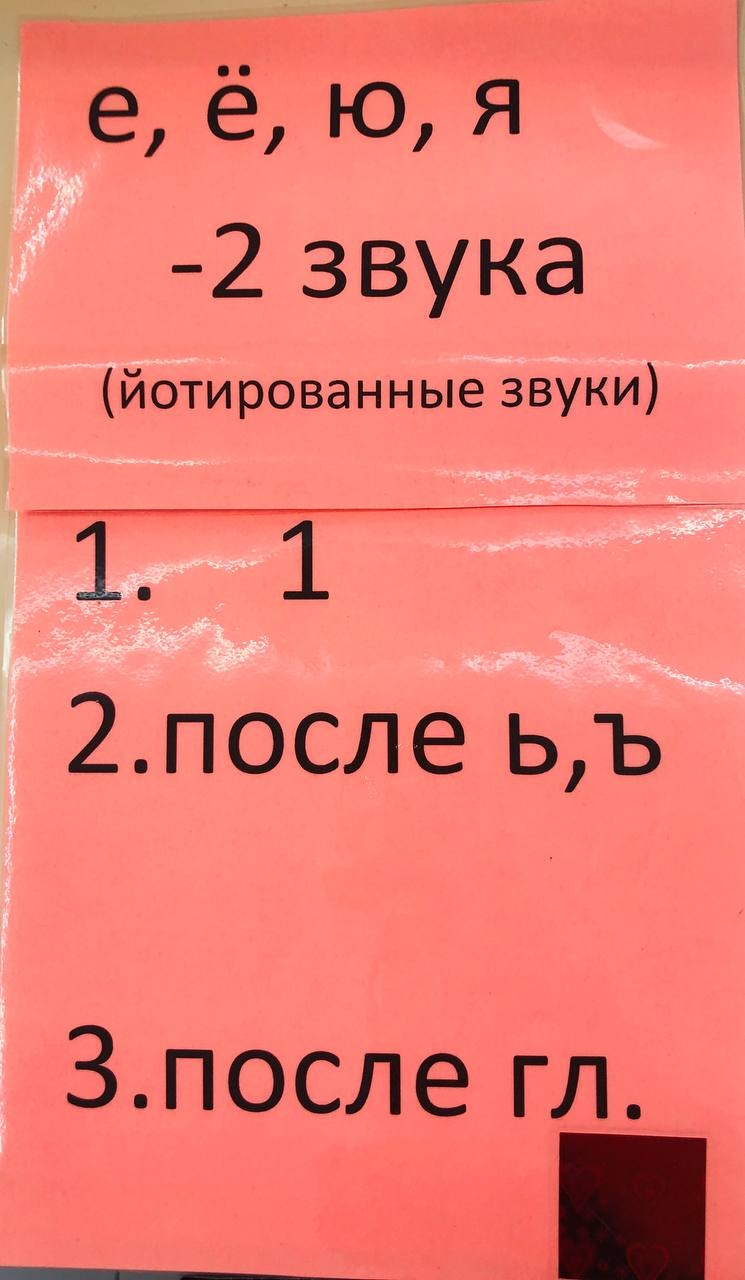 е, ё, ю, я
-2 звука
(йотированные звуки)
1. 1
2.после ь,ъ
3.после гл.